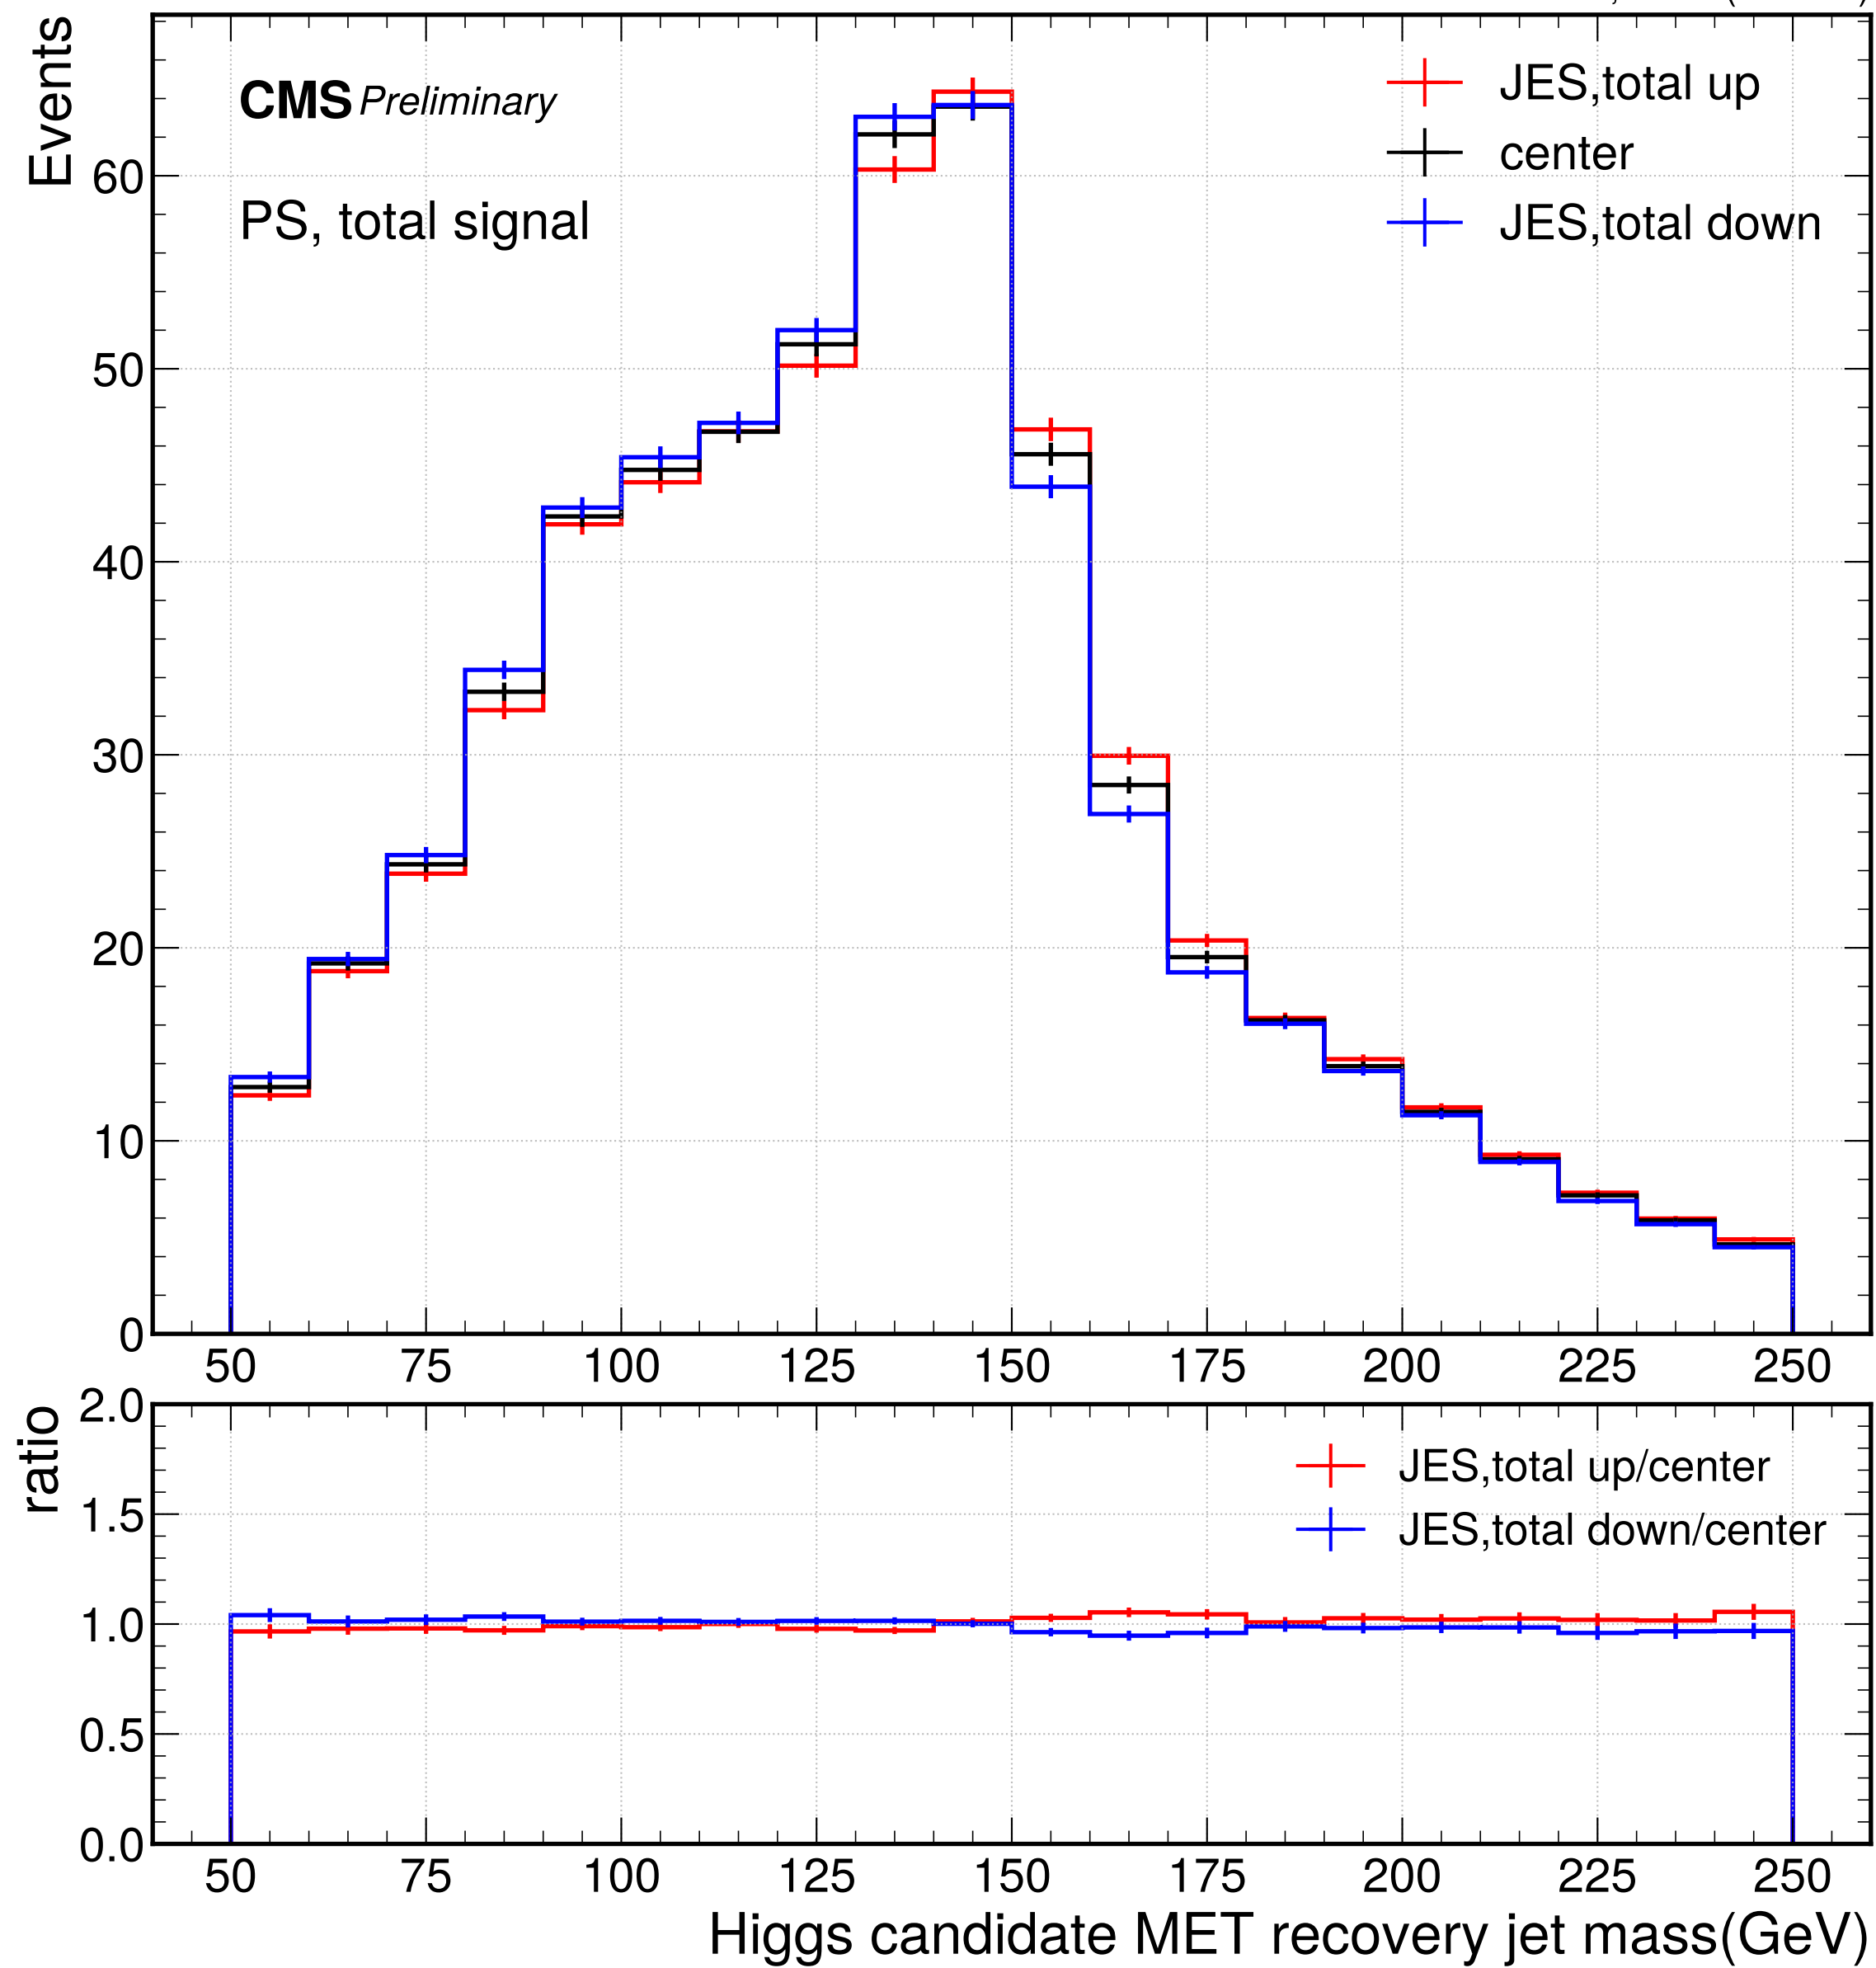 Events
CMS Preliminary
PS, total signal
JES,total up
center
JES,total down
60
50
40
30
20
10
0
50 75 100 125 150 175 200 225 250
ratio
2.0
1.5
1.0
0.5
0.0
JES,total up/center
JES,total down/center
50 75 100 125 150 175 200 225 250
Higgs candidate MET recovery jet mass(GeV)